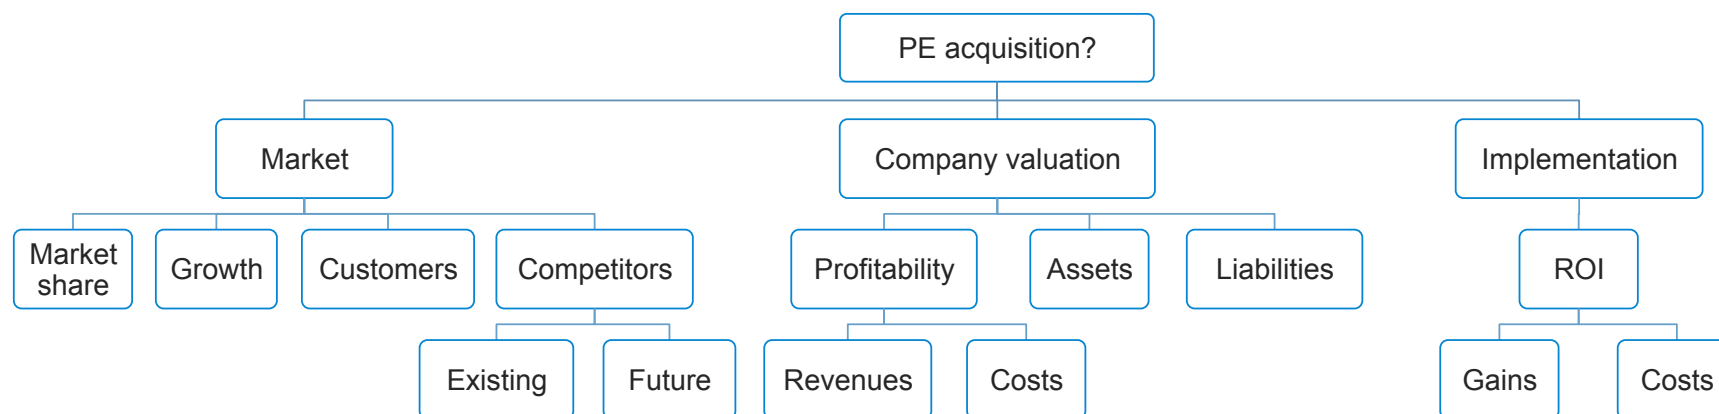 PE acquisition?
Market
Company valuation
Implementation
Market
share
Growth
Customers
Competitors
Profitability
Assets
Liabilities
ROI
Existing
Future
Revenues
Costs
Gains
Costs